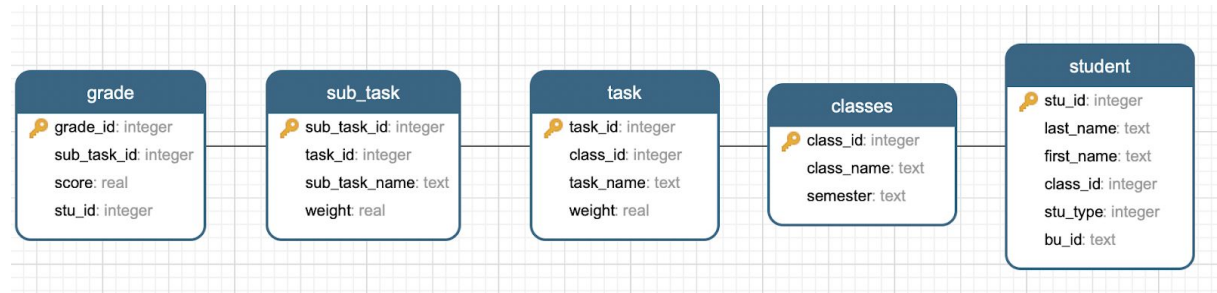 grade
grade_id: integer
sub_task_id: integer
score: real
stu_id: integer
sub_task
sub_task_id: integer
task_id: integer
sub_task_name: text
weight: real
task
task_id: integer
class_id: integer
task_name: text
weight: real
classes
class_id: integer
class_name: text
semester: text
student
stu_id: integer
last_name: text
first_name: text
class_id: integer
stu_type: integer
bu_id: text